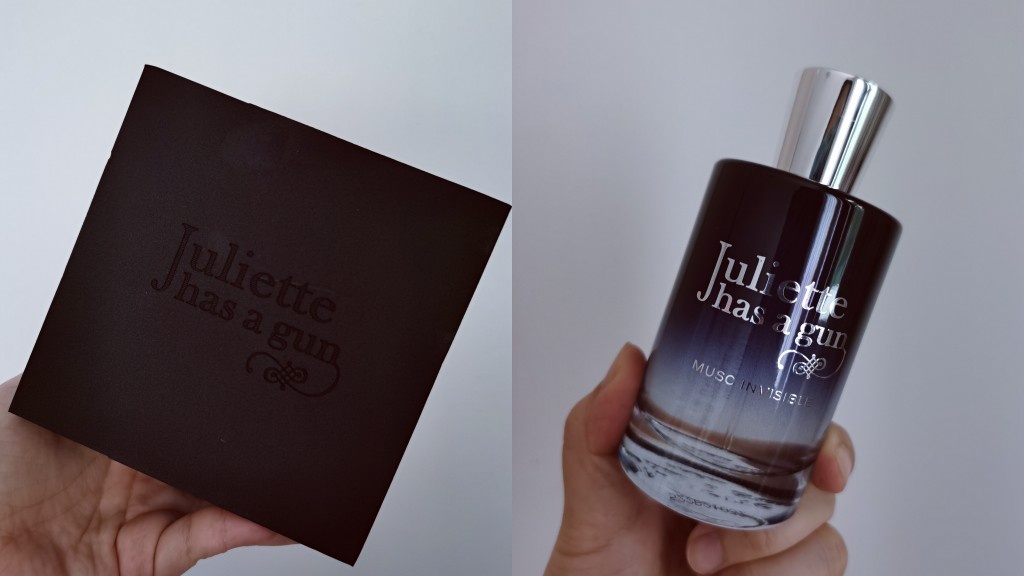 Juliette
has a gun
Juliette
has a gun
MUSC INVISIBLE